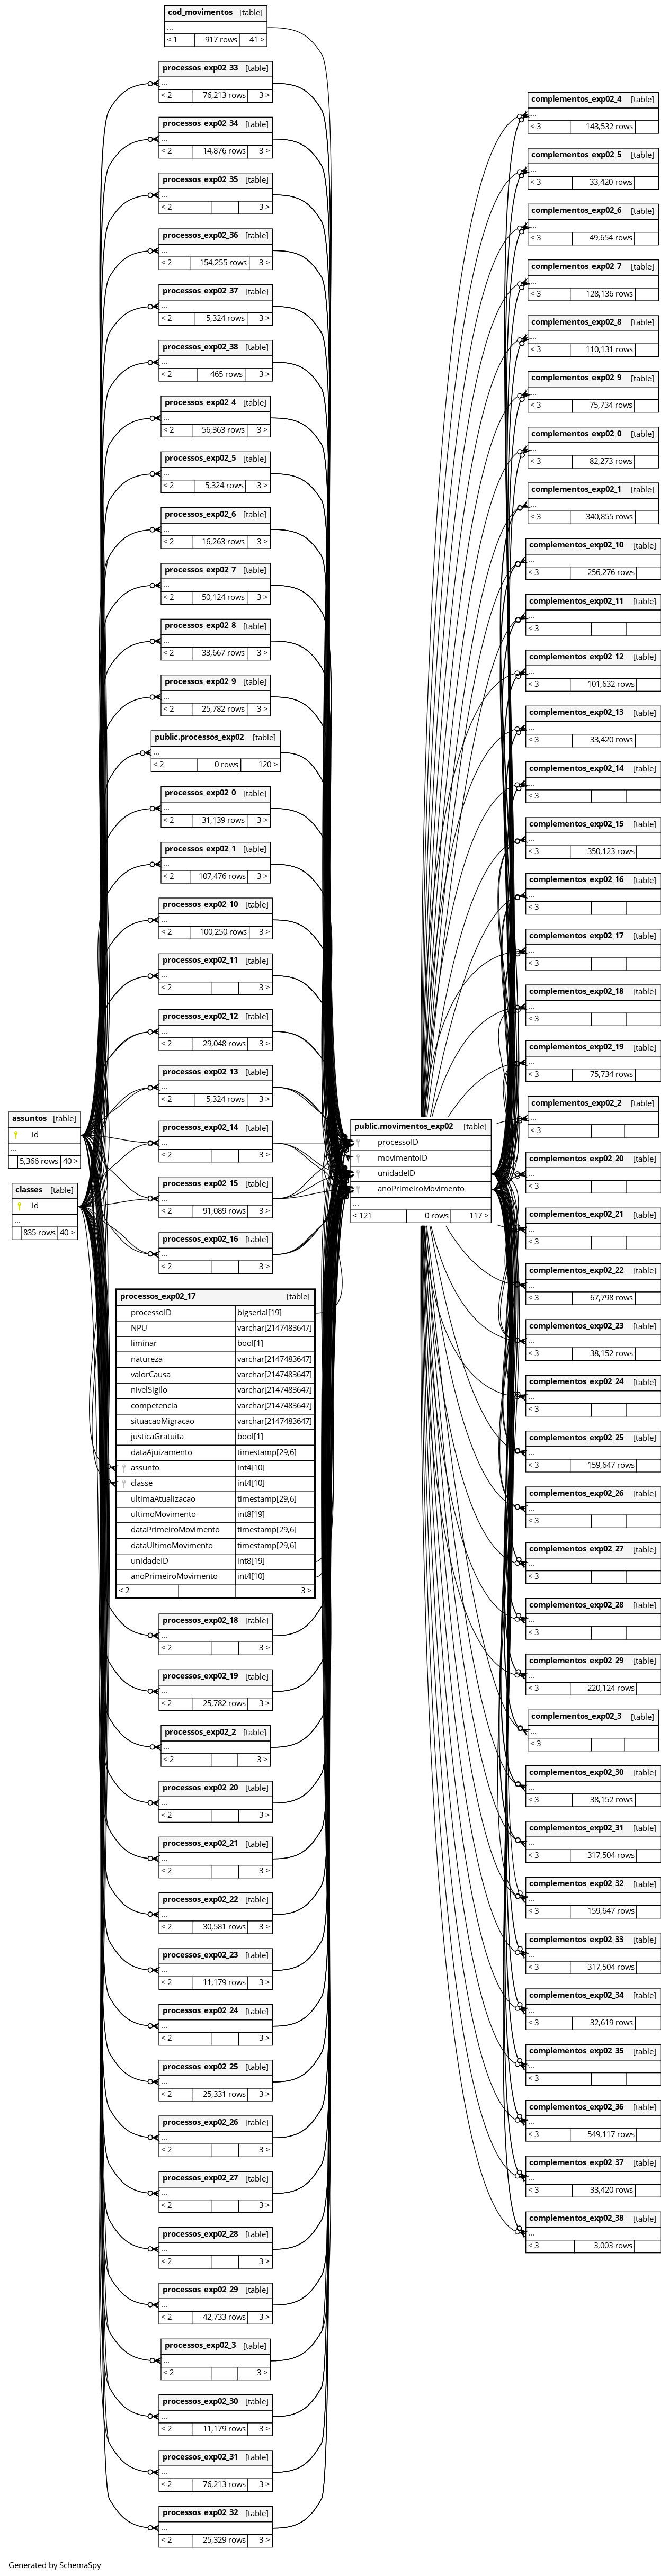 cod_movimentos [table]
...
< 1 917 rows 41 >
processos_exp02_33 [table]
...
< 2 76,213 rows 3 >
processos_exp02_34 [table]
...
< 2 14,876 rows 3 >
processos_exp02_35 [table]
...
< 2 3 >
processos_exp02_36 [table]
...
< 2 154,255 rows 3 >
processos_exp02_37 [table]
...
< 2 5,324 rows 3 >
processos_exp02_38 [table]
...
< 2 465 rows 3 >
processos_exp02_4 [table]
...
< 2 56,363 rows 3 >
processos_exp02_5 [table]
...
< 2 5,324 rows 3 >
processos_exp02_6 [table]
...
< 2 16,263 rows 3 >
processos_exp02_7 [table]
...
< 2 50,124 rows 3 >
processos_exp02_8 [table]
...
< 2 33,667 rows 3 >
processos_exp02_9 [table]
...
< 2 25,782 rows 3 >
public.processos_exp02 [table]
...
< 2 0 rows 120 >
processos_exp02_0 [table]
...
< 2 31,139 rows 3 >
processos_exp02_1 [table]
...
< 2 107,476 rows 3 >
processos_exp02_10 [table]
...
< 2 100,250 rows 3 >
processos_exp02_11 [table]
...
< 2 3 >
processos_exp02_12 [table]
...
< 2 29,048 rows 3 >
processos_exp02_13 [table]
...
< 2 5,324 rows 3 >
processos_exp02_14 [table]
...
< 2 3 >
processos_exp02_15 [table]
...
< 2 91,089 rows 3 >
processos_exp02_16 [table]
...
< 2 3 >
assuntos [table]
id
...
5,366 rows 40 >
classes [table]
id
...
835 rows 40 >
processos_exp02_17 [table]
processoID bigserial[19]
NPU varchar[2147483647]
liminar bool[1]
natureza varchar[2147483647]
valorCausa varchar[2147483647]
nivelSigilo varchar[2147483647]
competencia varchar[2147483647]
situacaoMigracao varchar[2147483647]
justicaGratuita bool[1]
dataAjuizamento timestamp[29,6]
assunto int4[10]
classe int4[10]
ultimaAtualizacao timestamp[29,6]
ultimoMovimento int8[19]
dataPrimeiroMovimento timestamp[29,6]
dataUltimoMovimento timestamp[29,6]
unidadeID int8[19]
anoPrimeiroMovimento int4[10]
< 2 3 >
processos_exp02_18 [table]
...
< 2 3 >
processos_exp02_19 [table]
...
< 2 25,782 rows 3 >
processos_exp02_2 [table]
...
< 2 3 >
processos_exp02_20 [table]
...
< 2 3 >
processos_exp02_21 [table]
...
< 2 3 >
processos_exp02_22 [table]
...
< 2 30,581 rows 3 >
processos_exp02_23 [table]
...
< 2 11,179 rows 3 >
processos_exp02_24 [table]
...
< 2 3 >
processos_exp02_25 [table]
...
< 2 25,331 rows 3 >
processos_exp02_26 [table]
...
< 2 3 >
processos_exp02_27 [table]
...
< 2 3 >
processos_exp02_28 [table]
...
< 2 3 >
processos_exp02_29 [table]
...
< 2 42,733 rows 3 >
processos_exp02_3 [table]
...
< 2 3 >
processos_exp02_30 [table]
...
< 2 11,179 rows 3 >
processos_exp02_31 [table]
...
< 2 76,213 rows 3 >
processos_exp02_32 [table]
...
< 2 25,329 rows 3 >
public.movimentos_exp02 [table]
processoID
movimentoID
unidadeID
anoPrimeiroMovimento
...
< 121 0 rows 117 >
complementos_exp02_4 [table]
...
< 3 143,532 rows
complementos_exp02_5 [table]
...
< 3 33,420 rows
complementos_exp02_6 [table]
...
< 3 49,654 rows
complementos_exp02_7 [table]
...
< 3 128,136 rows
complementos_exp02_8 [table]
...
< 3 110,131 rows
complementos_exp02_9 [table]
...
< 3 75,734 rows
complementos_exp02_0 [table]
...
< 3 82,273 rows
complementos_exp02_1 [table]
...
< 3 340,855 rows
complementos_exp02_10 [table]
...
< 3 256,276 rows
complementos_exp02_11 [table]
...
< 3
complementos_exp02_12 [table]
...
< 3 101,632 rows
complementos_exp02_13 [table]
...
< 3 33,420 rows
complementos_exp02_14 [table]
...
< 3
complementos_exp02_15 [table]
...
< 3 350,123 rows
complementos_exp02_16 [table]
...
< 3
complementos_exp02_17 [table]
...
< 3
complementos_exp02_18 [table]
...
< 3
complementos_exp02_19 [table]
...
< 3 75,734 rows
complementos_exp02_2 [table]
...
< 3
complementos_exp02_20 [table]
...
< 3
complementos_exp02_21 [table]
...
< 3
complementos_exp02_22 [table]
...
< 3 67,798 rows
complementos_exp02_23 [table]
...
< 3 38,152 rows
complementos_exp02_24 [table]
...
< 3
complementos_exp02_25 [table]
...
< 3 159,647 rows
complementos_exp02_26 [table]
...
< 3
complementos_exp02_27 [table]
...
< 3
complementos_exp02_28 [table]
...
< 3
complementos_exp02_29 [table]
...
< 3 220,124 rows
complementos_exp02_3 [table]
...
< 3
complementos_exp02_30 [table]
...
< 3 38,152 rows
complementos_exp02_31 [table]
...
< 3 317,504 rows
complementos_exp02_32 [table]
...
< 3 159,647 rows
complementos_exp02_33 [table]
...
< 3 317,504 rows
complementos_exp02_34 [table]
...
< 3 32,619 rows
complementos_exp02_35 [table]
...
< 3
complementos_exp02_36 [table]
...
< 3 549,117 rows
complementos_exp02_37 [table]
...
< 3 33,420 rows
complementos_exp02_38 [table]
...
< 3 3,003 rows
Generated by SchemaSpy